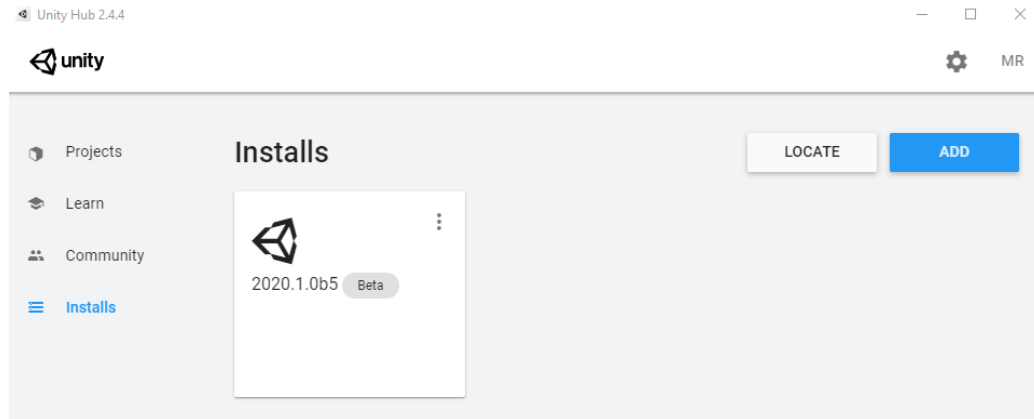 Unity Hub 2.4.4
unity
MR
Projects
Learn
Community
Installs
Installs
LOCATE
ADD
2020.1.0b5 Beta